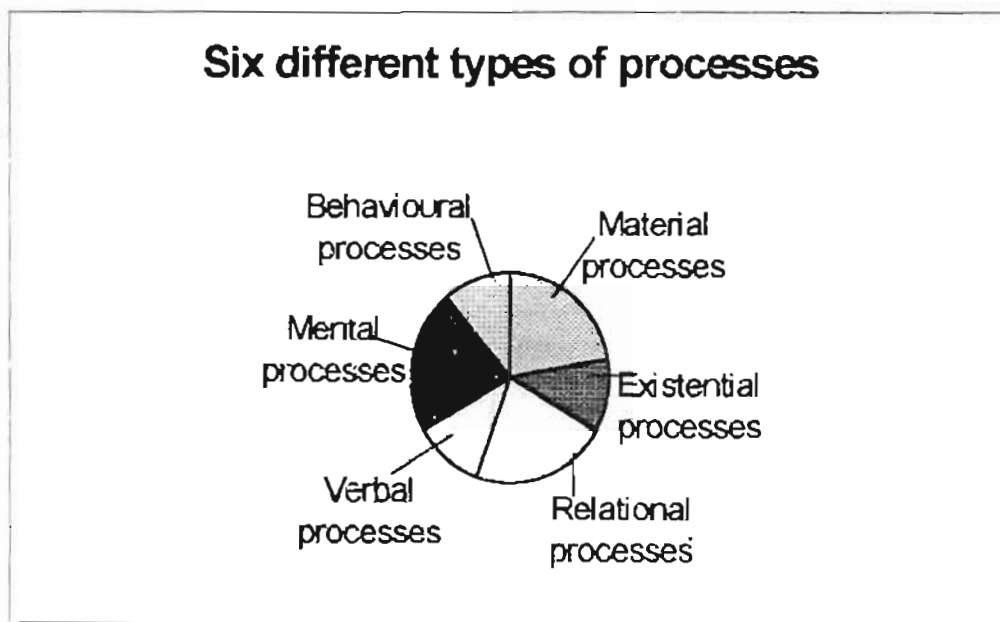 Six different types of processes
Behavioural
processes
Material
processes
Mental
processes
Existential
processes
Verbal
processes
Relational
processes